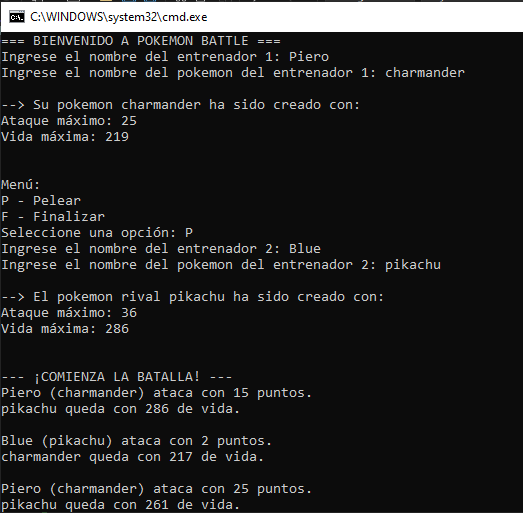 C:\WINDOWS\system32\cmd.exe
=== BIENVENIDO A POKEMON BATTLE ===
Ingrese el nombre del entrenador 1: Piero
Ingrese el nombre del pokemon del entrenador 1: charmander
--> Su pokemon charmander ha sido creado con:
Ataque máximo: 25
Vida máxima: 219
Menú:
P - Pelear
F - Finalizar
Seleccione una opción: P
Ingrese el nombre del entrenador 2: Blue
Ingrese el nombre del pokemon del entrenador 2: pikachu
--> El pokemon rival pikachu ha sido creado con:
Ataque máximo: 36
Vida máxima: 286
--- ¡COMIENZA LA BATALLA! ---
Piero (charmander) ataca con 15 puntos.
pikachu queda con 286 de vida.
Blue (pikachu) ataca con 2 puntos.
charmander queda con 217 de vida.
Piero (charmander) ataca con 25 puntos.
pikachu queda con 261 de vida.